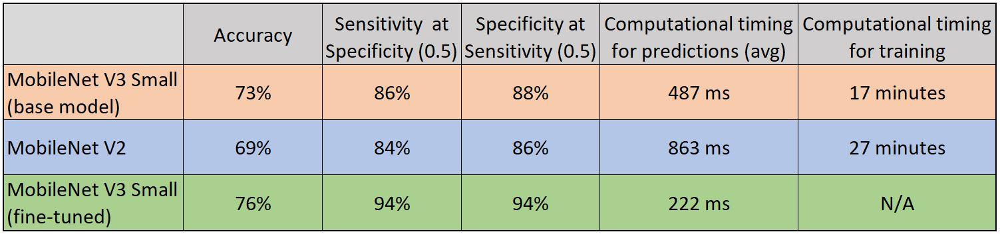 Accuracy
Sensitivity at
Specificity (0.5)
Specificity at
Sensitivity (0.5)
Computational timing
for predictions (avg)
Computational timing
for training
MobileNet V3 Small
(base model)
73%
86%
88%
487 ms
17 minutes
MobileNet V2
69%
84%
86%
863 ms
27 minutes
MobileNet V3 Small
(fine-tuned)
76%
94%
94%
222 ms
N/A